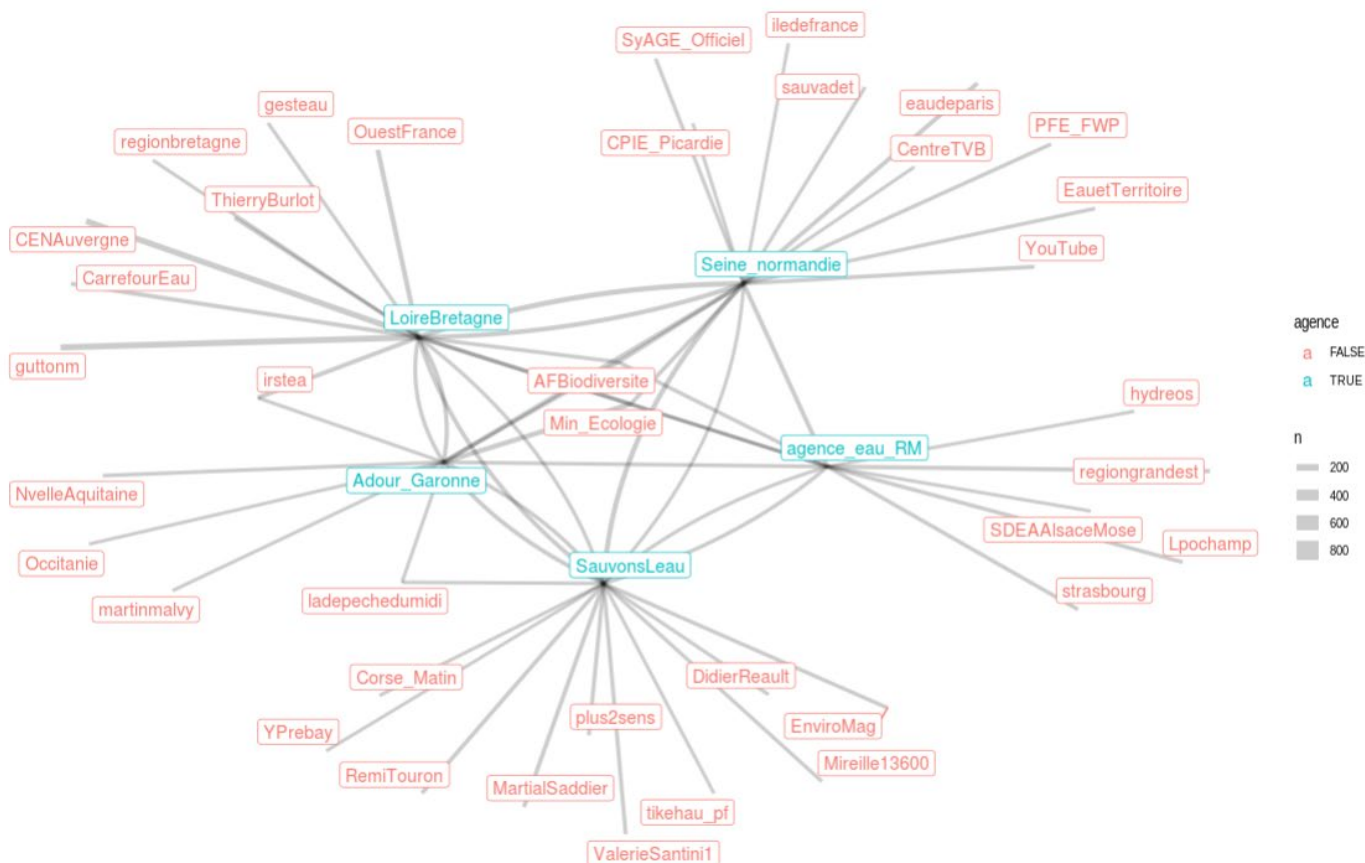 iledefrance
SyAGE_Officiel
sauvadet
gesteau
eaudeparis
OuestFrance
PFE_FWP
regionbretagne
CPIE_Picardie
CentreTVB
EauetTerritoire
ThierryBurlot
CENAuvergne
YouTube
Seine_normandie
CarrefourEau
LoireBretagne
guttonm
irstea
AFBiodiversite
hydreos
Min_Ecologie
agence_eau_RM
regiongrandest
Adour_Garonne
NvelleAquitaine
SDEAAlsaceMose
Lpochamp
Occitanie
SauvonsLeau
strasbourg
martinmalvy
ladepechedumidi
Corse_Matin
DidierReault
plus2sens
EnviroMag
YPrebay
Mireille13600
RemiTouron
MartialSaddier
tikehau_pf
ValerieSantini1
agence
a FALSE
a TRUE
n
200
400
600
800